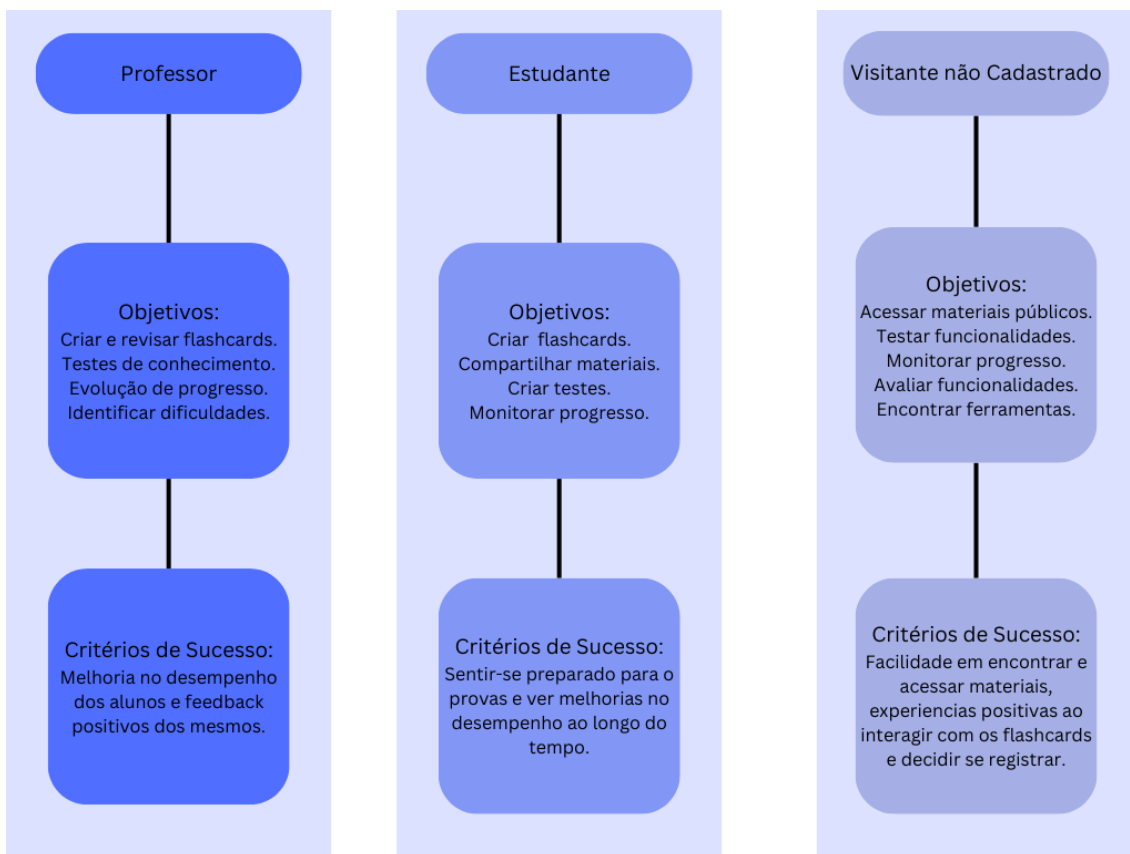 Professor
Objetivos:
Criar e revisar flashcards.
Testes de conhecimento.
Evolução de progresso.
Identificar dificuldades.
Critérios de Sucesso:
Melhoria no desempenho
dos alunos e feedback
positivos dos mesmos.
Estudante
Objetivos:
Criar flashcards.
Compartilhar materiais.
Criar testes.
Monitorar progresso.
Critérios de Sucesso:
Sentir-se preparado para o
provas e ver melhorias no
desempenho ao longo do
tempo.
Visitante não Cadastrado
Objetivos:
Acessar materiais públicos.
Testar funcionalidades.
Monitorar progresso.
Avaliar funcionalidades.
Encontrar ferramentas.
Critérios de Sucesso:
Facilidade em encontrar e
acessar materiais,
experiencias positivas ao
interagir com os flashcards
e decidir se registrar.